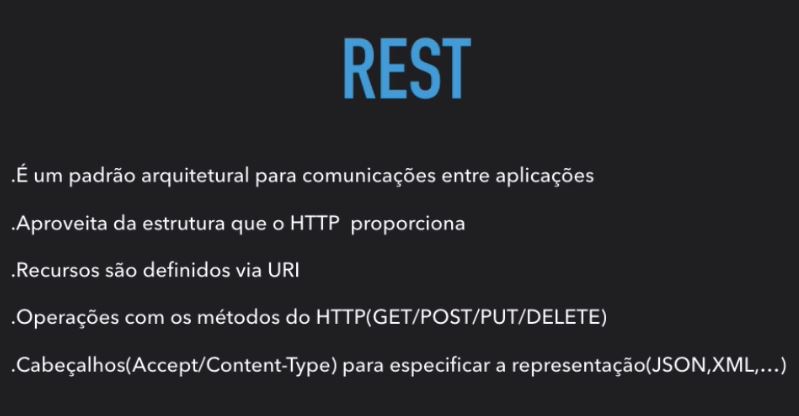 REST
.É um padrão arquitetural para comunicações entre aplicações
.Aproveita da estrutura que o HTTP  proporciona
.Recursos são definidos via URI
.Operações com os métodos do HTTP(GET/POST/PUT/DELETE)
.Cabeçalhos(Accept/Content-Type) para especificar a representação(JSON,XML,...)